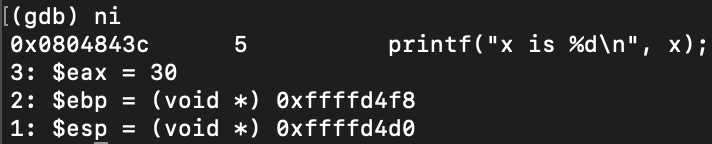 (gdb) ni
0x0804843c	5	printf("x is %d\n", x);
3: $eax = 30
2: $ebp = (void *) 0xffffd4f8
1: $esp = (void *) 0xffffd4d0